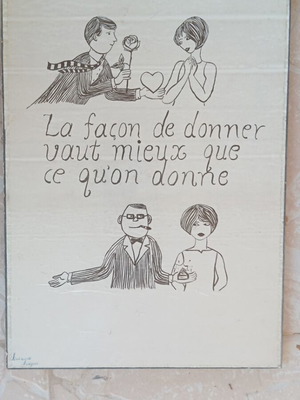 La façon de donner
vaut mieux que
ce qu'on donne